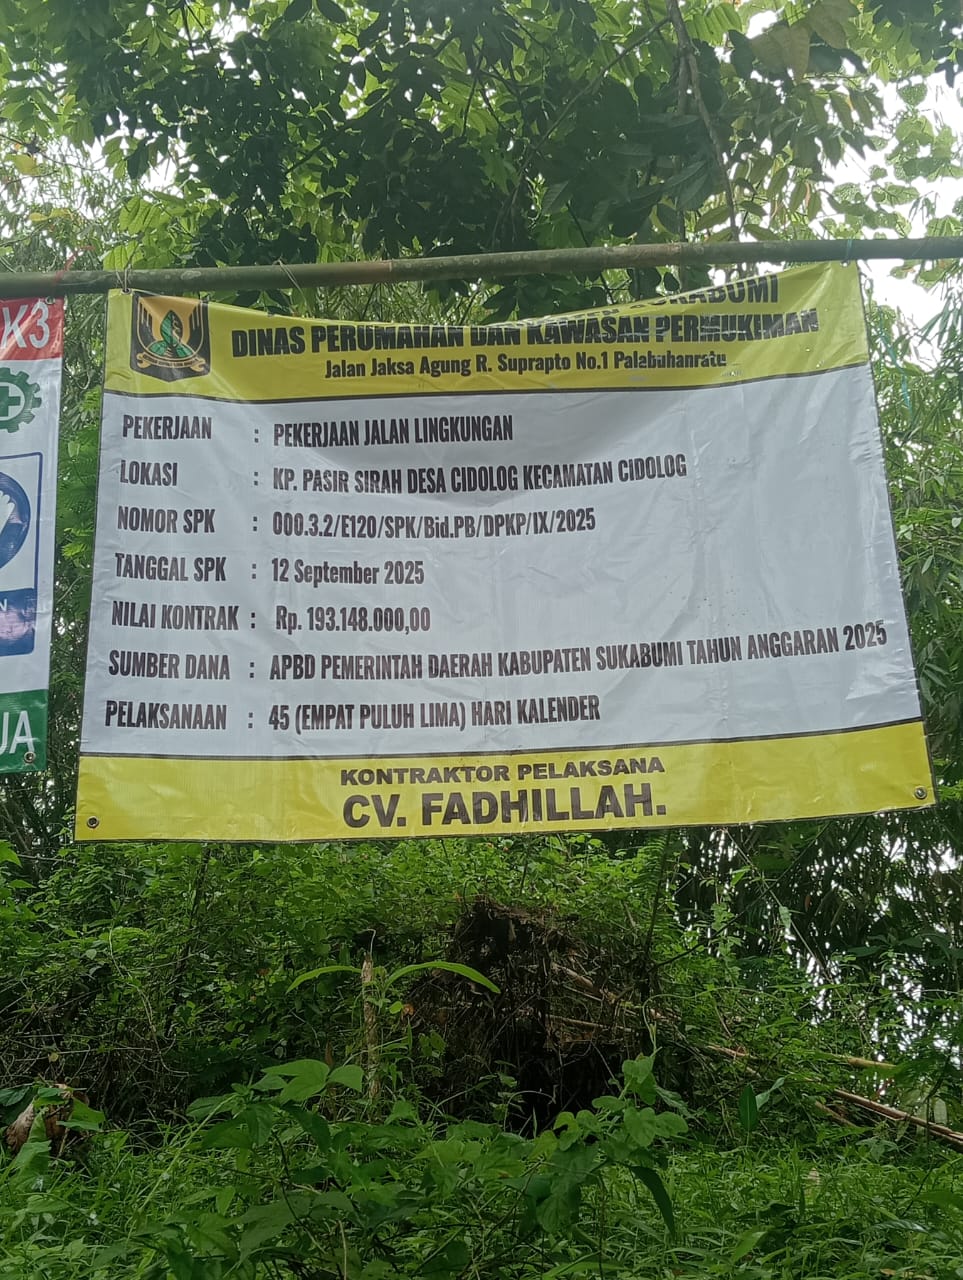 SUKABUMI
DINAS PERUMAHAN DAN KAWASAN PERMUKIMAN
Jalan Jaksa Agung R. Suprapto No.1 Palabuhanratu
PEKERJAAN : PEKERJAAN JALAN LINGKUNGAN
LOKASI : KP. PASIR SIRAH DESA CIDOLOG KECAMATAN CiDOLOG
NOMOR SPK : 000.3.2/E120/SPK/Bid.PB/DPKP/IX/2025
TANGGAL SPK : 12 September 2025
NILAI KONTRAK : Rp. 193.148.000,00
SUMBER DANA : APBD PEMERINTAH DAERAH KABUPATEN SUKABUMI TAHUN ANGGARAN 2025
PELAKSANAAN : 45 (EMPAT PULUH LIMA) HARI KALENDER
KONTRAKTOR PELAKSANA
CV. FADHILLAH.
K3